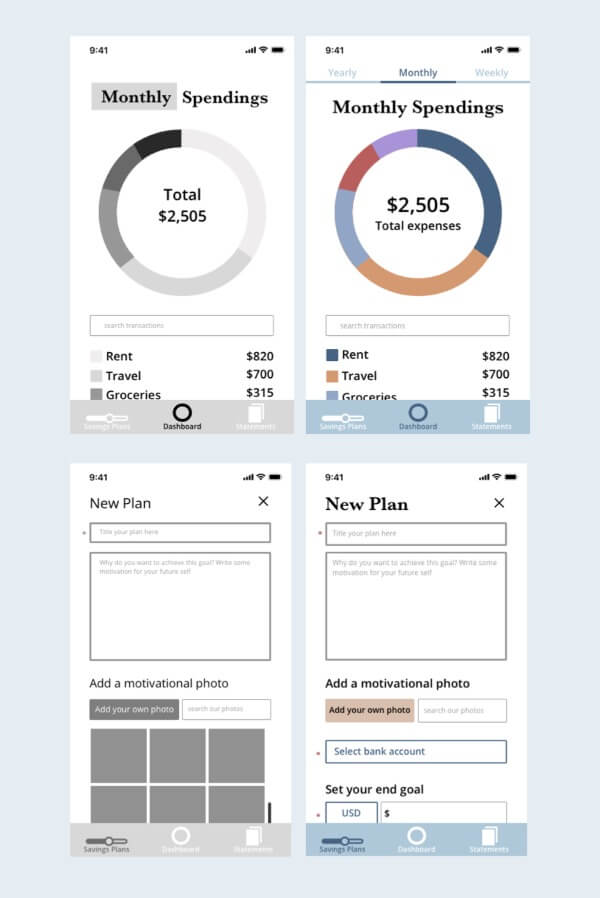 9:41
Monthly Spendings
Total
$2,505
search transactions
Rent $820
Travel $700
Groceries $315
Savings Plans Dashboard Statements
9:41
Yearly Monthly Weekly
Monthly Spendings
$2,505
Total expenses
search transactions
Rent $820
Travel $700
Groceries $315
Savings Plans Dashboard Statements
9:41
New Plan
* Title your plan here
Why do you want to achieve this goal? Write some
motivation for your future self
Add a motivational photo
Add your own photo search our photos
Savings Plans Dashboard Statements
9:41
New Plan
* Title your plan here
Why do you want to achieve this goal? Write some
motivation for your future self
Add a motivational photo
Add your own photo search our photos
* Select bank account
Set your end goal
* USD $
Savings Plans Dashboard Statements